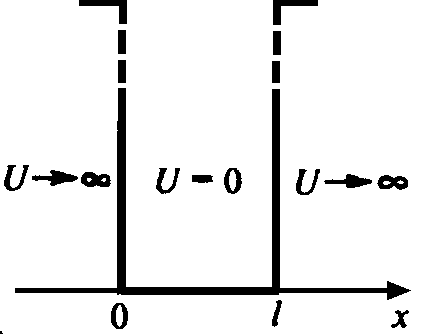 U→∞ U = 0 U→∞
0 l x